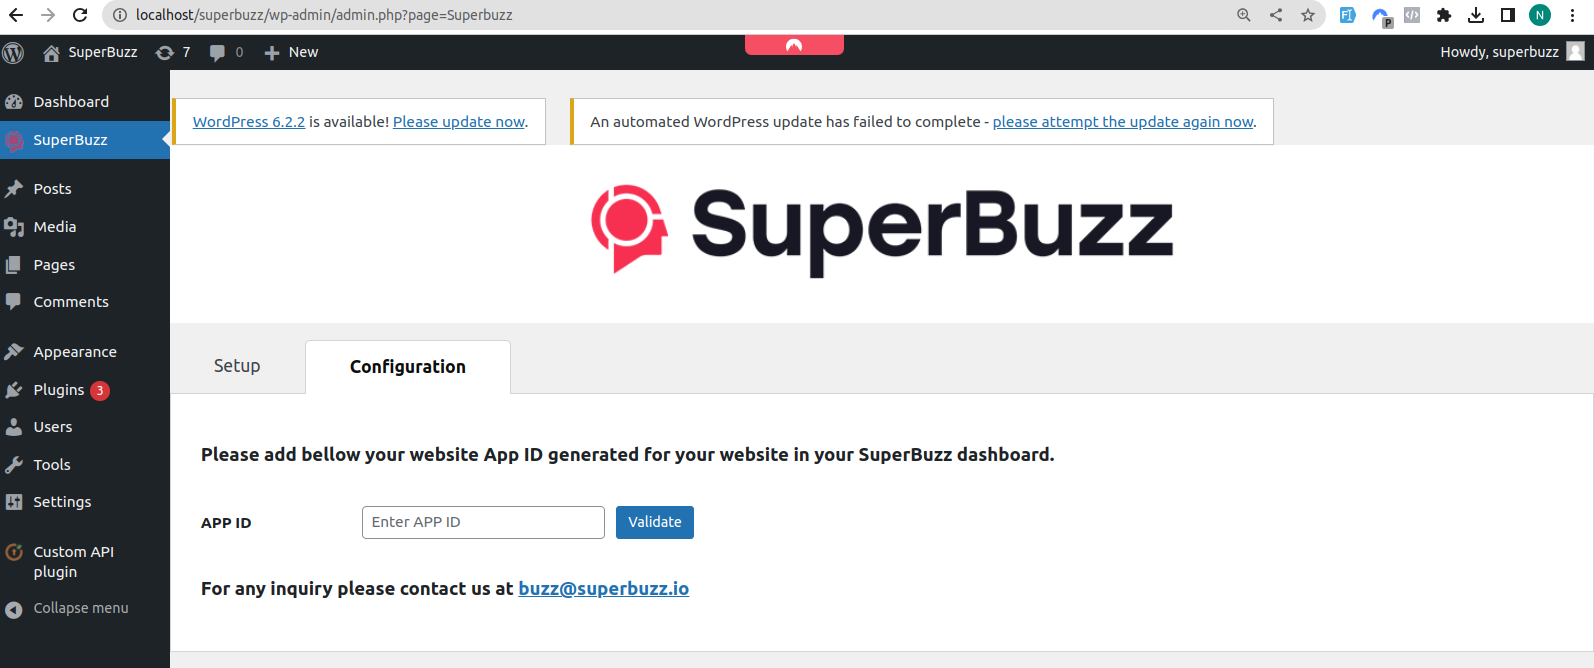 localhost/superbuzz/wp-admin/admin.php?page=Superbuzz
P
N
SuperBuzz
7
0
New
Howdy, superbuzz
Dashboard
SuperBuzz
Posts
Media
Pages
Comments
Appearance
Plugins 3
Users
Tools
Settings
Custom API
plugin
Collapse menu
WordPress 6.2.2 is available! Please update now.
An automated WordPress update has failed to complete - please attempt the update again now.
SuperBuzz
Setup
Configuration
Please add bellow your website App ID generated for your website in your SuperBuzz dashboard.
APP ID
Enter APP ID
Validate
For any inquiry please contact us at buzz@superbuzz.io